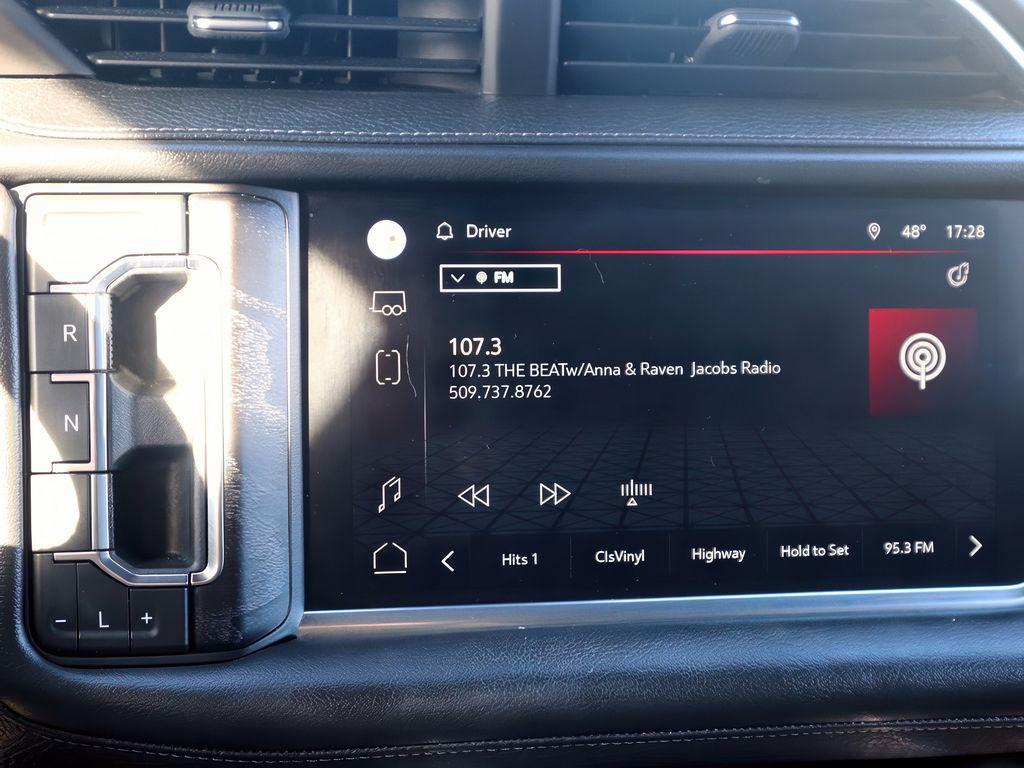 Driver
48° 17:28
FM
107.3
107.3 THE BEATw/Anna & Raven Jacobs Radio
509.737.8762
Hits 1 ClsVinyl Highway Hold to Set 95.3 FM
R
N
- L +